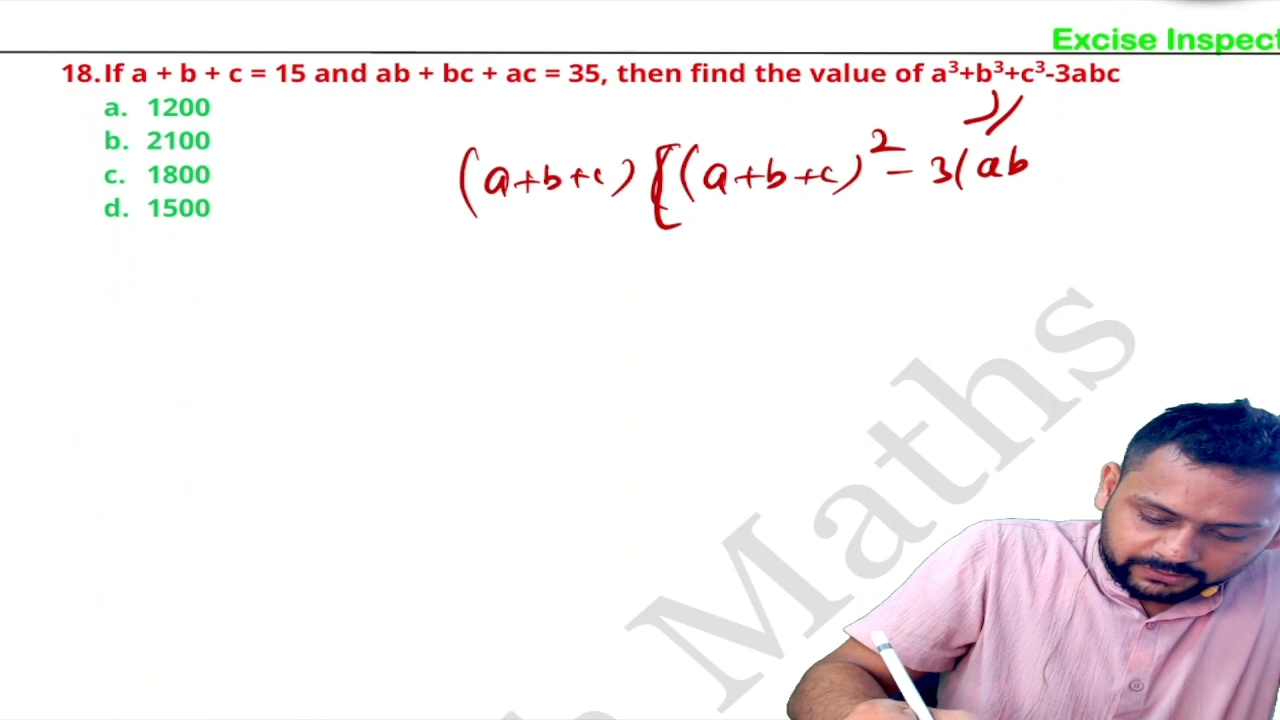 Excise Inspect
18. If a + b + c = 15 and ab + bc + ac = 35, then find the value of a³+b³+c³-3abc
a. 1200
b. 2100
c. 1800
d. 1500
(a+b+c) [(a+b+c)² - 3(ab
Maths